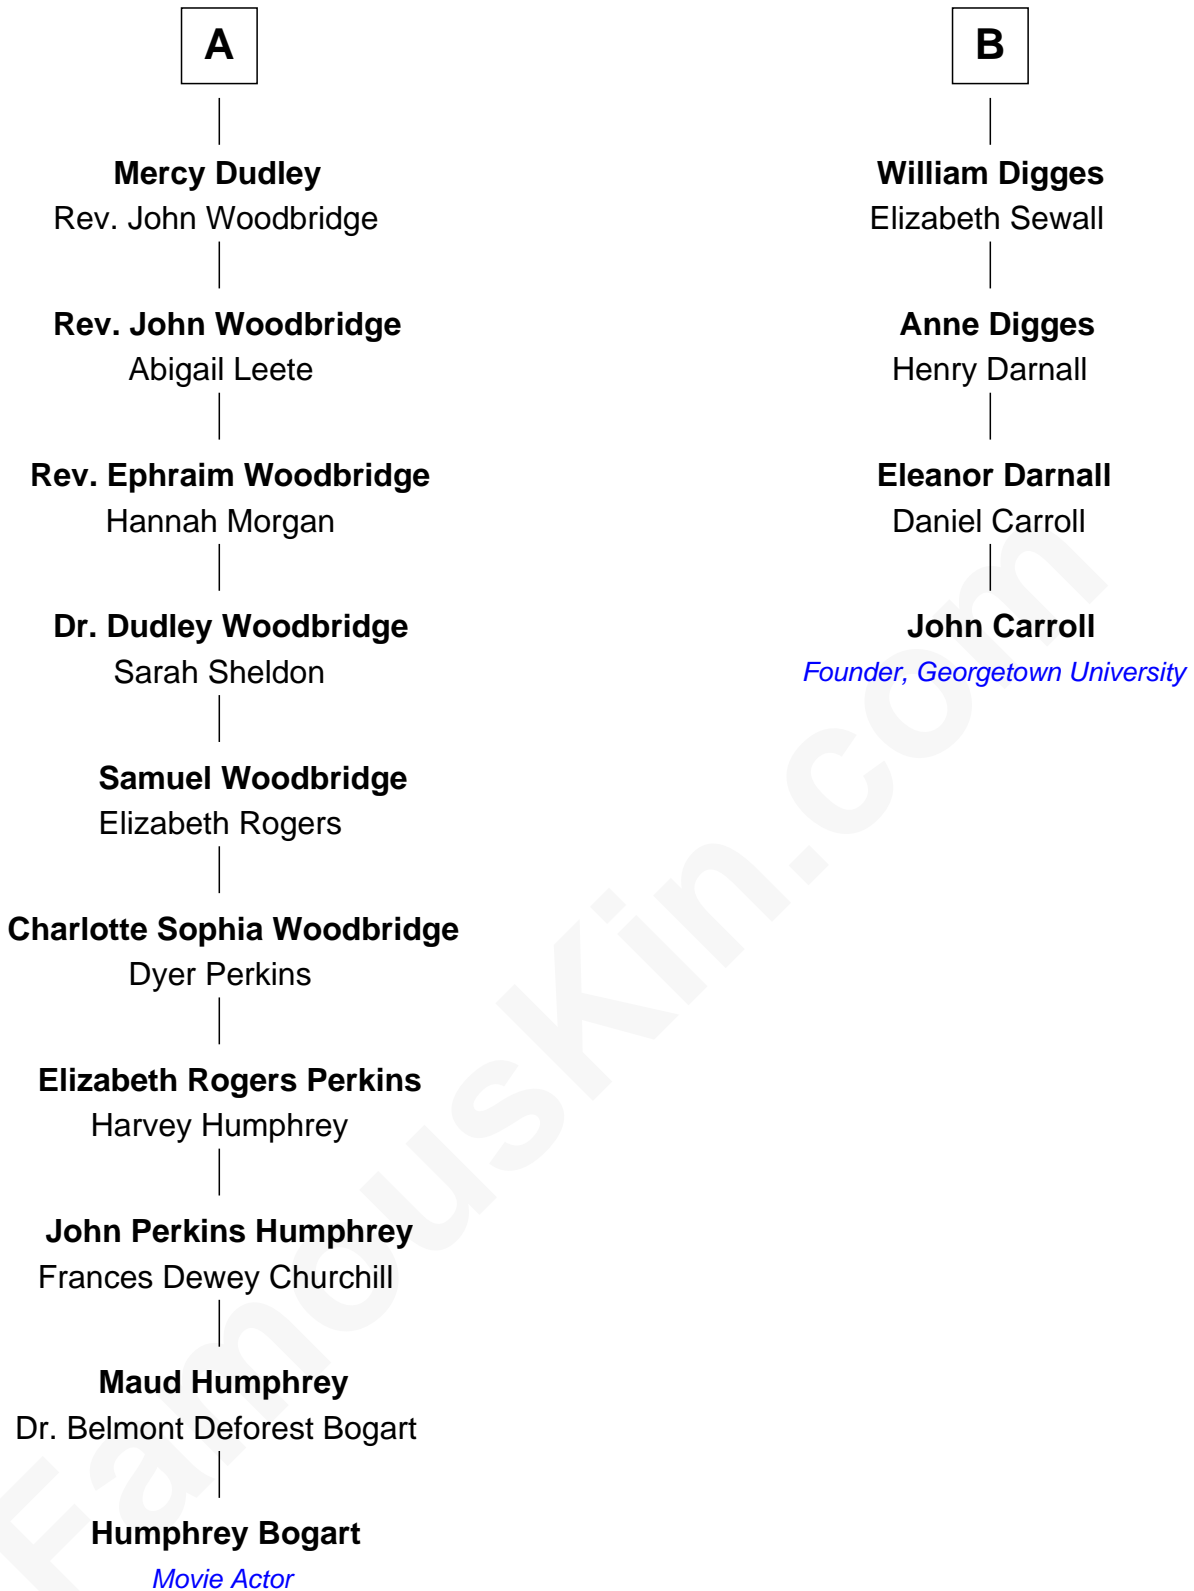 A
Mercy Dudley
Rev. John Woodbridge
Rev. John Woodbridge
Abigail Leete
Rev. Ephraim Woodbridge
Hannah Morgan
Dr. Dudley Woodbridge
Sarah Sheldon
Samuel Woodbridge
Elizabeth Rogers
Charlotte Sophia Woodbridge
Dyer Perkins
Elizabeth Rogers Perkins
Harvey Humphrey
John Perkins Humphrey
Frances Dewey Churchill
Maud Humphrey
Dr. Belmont Deforest Bogart
Humphrey Bogart
Movie Actor
B
William Digges
Elizabeth Sewall
Anne Digges
Henry Darnall
Eleanor Darnall
Daniel Carroll
John Carroll
Founder, Georgetown University
FamousKin.com